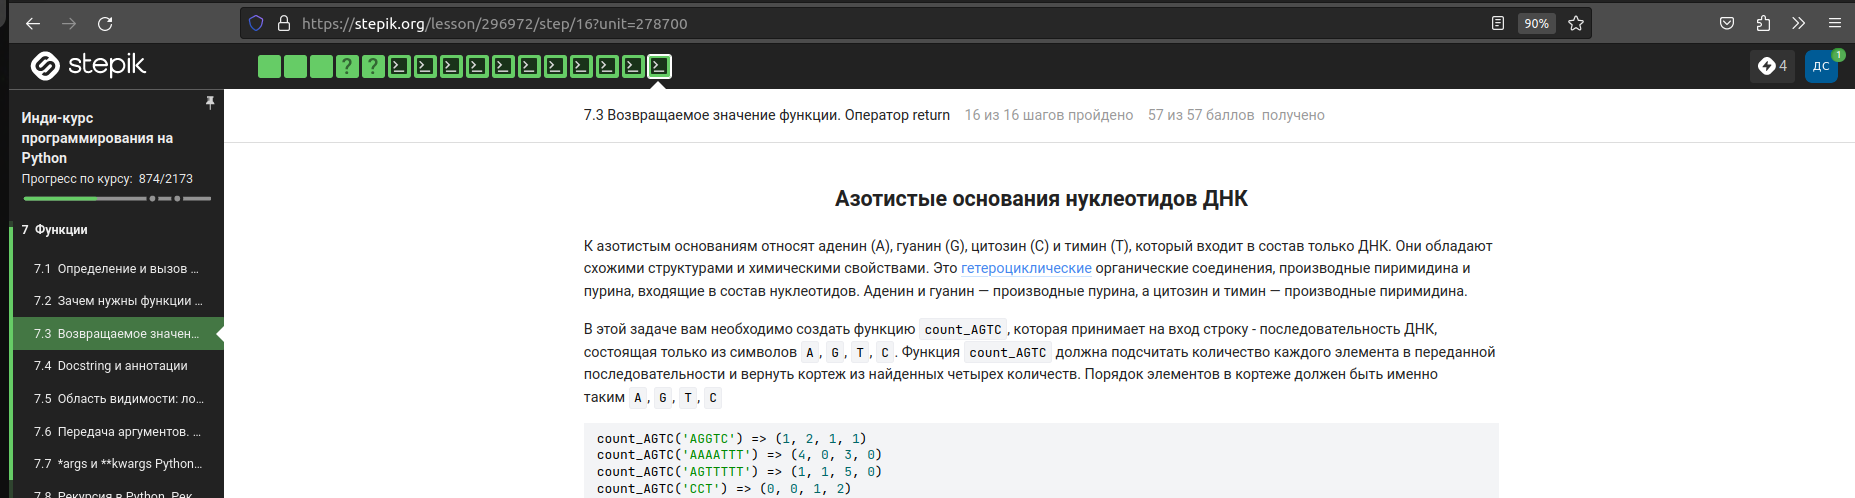 https://stepik.org/lesson/296972/step/16?unit=278700
90%
stepik
? ?
4
ДС
1
Инди-курс
программирования на
Python
Прогресс по курсу: 874/2173
7 Функции
7.1 Определение и вызов ...
7.2 Зачем нужны функции ...
7.3 Возвращаемое значен...
7.4 Docstring и аннотации
7.5 Область видимости: ло...
7.6 Передача аргументов. ...
7.7 *args и **kwargs Python...
7.8 Рекурсия в Python. Рек...
7.3 Возвращаемое значение функции. Оператор return 16 из 16 шагов пройдено 57 из 57 баллов получено
Азотистые основания нуклеотидов ДНК
К азотистым основаниям относят аденин (A), гуанин (G), цитозин (C) и тимин (T), который входит в состав только ДНК. Они обладают
схожими структурами и химическими свойствами. Это гетероциклические органические соединения, производные пиримидина и
пурина, входящие в состав нуклеотидов. Аденин и гуанин — производные пурина, а цитозин и тимин — производные пиримидина.
В этой задаче вам необходимо создать функцию count_AGTC, которая принимает на вход строку - последовательность ДНК,
состоящая только из символов A, G, T, C. Функция count_AGTC должна подсчитать количество каждого элемента в переданной
последовательности и вернуть кортеж из найденных четырех количеств. Порядок элементов в кортеже должен быть именно
таким A, G, T, C
count_AGTC('AGGTC') => (1, 2, 1, 1)
count_AGTC('AAAATTT') => (4, 0, 3, 0)
count_AGTC('AGTTTTT') => (1, 1, 5, 0)
count_AGTC('CCT') => (0, 0, 1, 2)